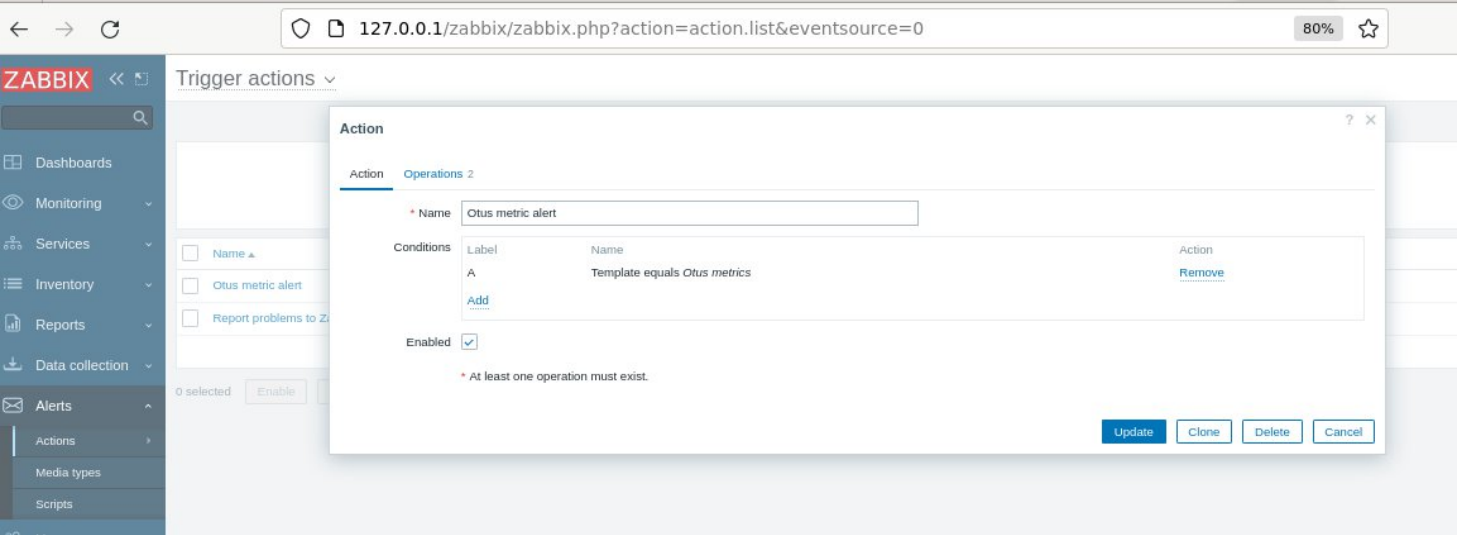 127.0.0.1/zabbix/zabbix.php?action=action.list&eventsource=0
80%
ZABBIX
Trigger actions
Dashboards
Monitoring
Services
Inventory
Reports
Data collection
Alerts
Actions
Media types
Scripts
Name
Otus metric alert
Report problems to Za
0 selected
Enable
Action
?
Action
Operations 2
* Name
Otus metric alert
Conditions
Label Name Action
A Template equals Otus metrics Remove
Add
Enabled
* At least one operation must exist.
Update Clone Delete Cancel